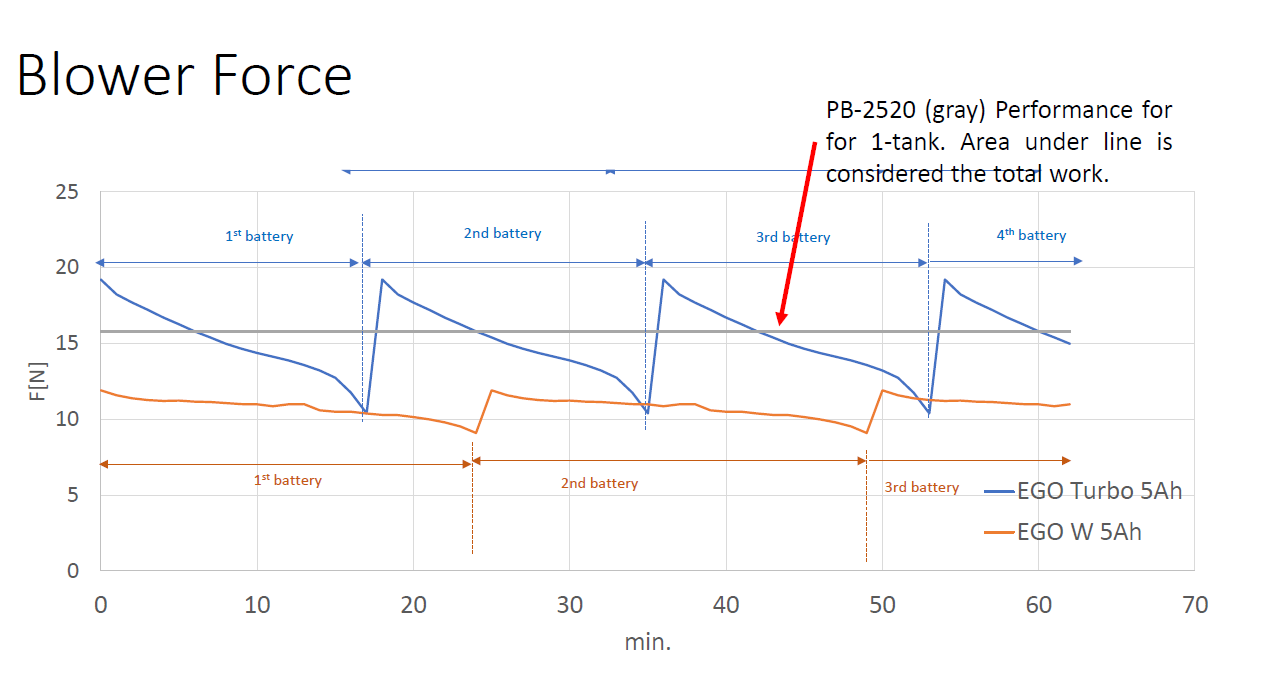 Blower Force
PB-2520 (gray) Performance for
for 1-tank. Area under line is
considered the total work.
25
20
15
10
5
0
F[N]
1st battery
2nd battery
3rd battery
4th battery
1st battery
2nd battery
3rd battery
EGO Turbo 5Ah
EGO W 5Ah
0 10 20 30 40 50 60 70
min.